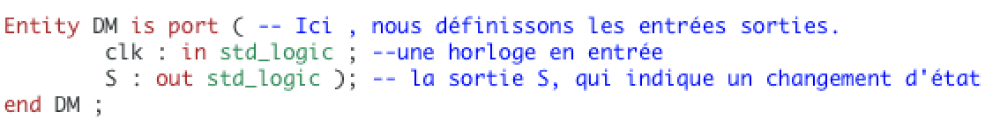 Entity DM is port ( -- Ici , nous définissons les entrées sorties.
clk : in std_logic ; --une horloge en entrée
S : out std_logic ); -- la sortie S, qui indique un changement d'état
end DM ;